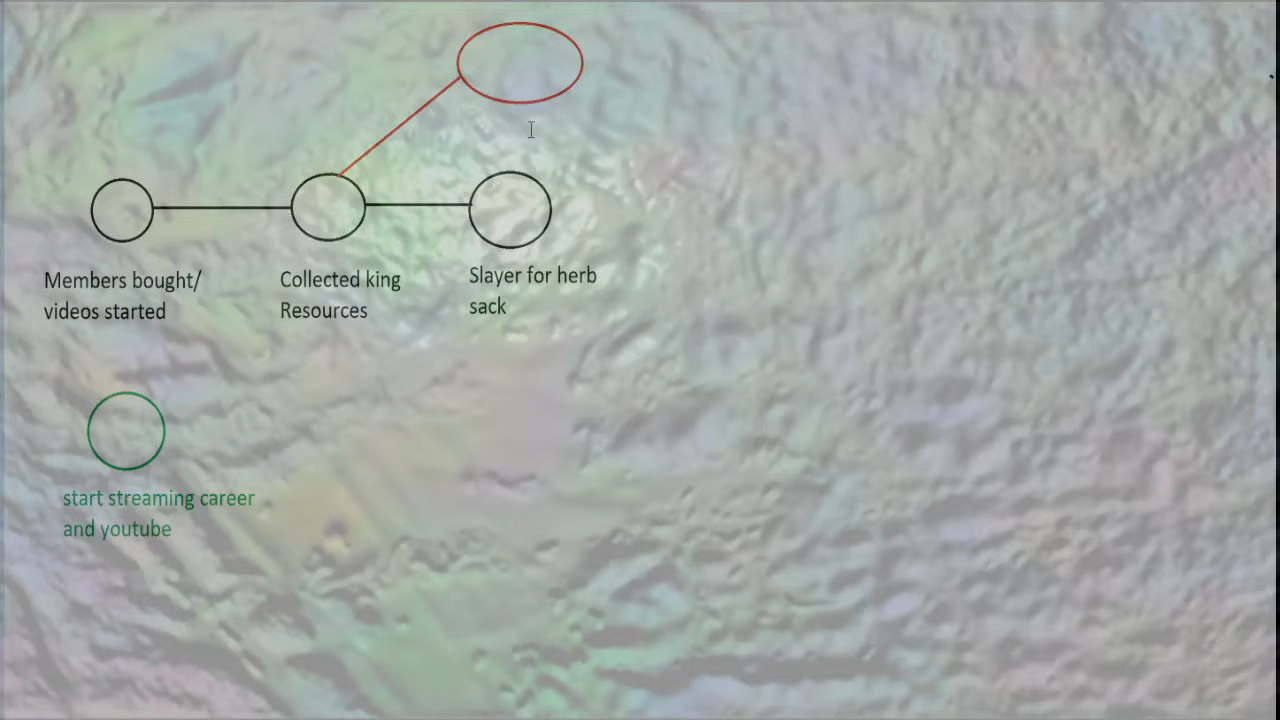 Members bought/
videos started
Collected king
Resources
Slayer for herb
sack
start streaming career
and youtube